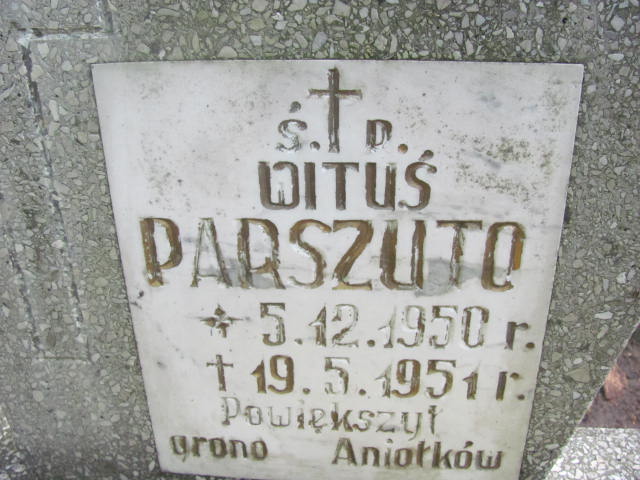 ś. p.
WITUŚ
PARSZUTO
5.12.1950 r.
† 19.5.1951 r.
Powiększył
grono Aniołków